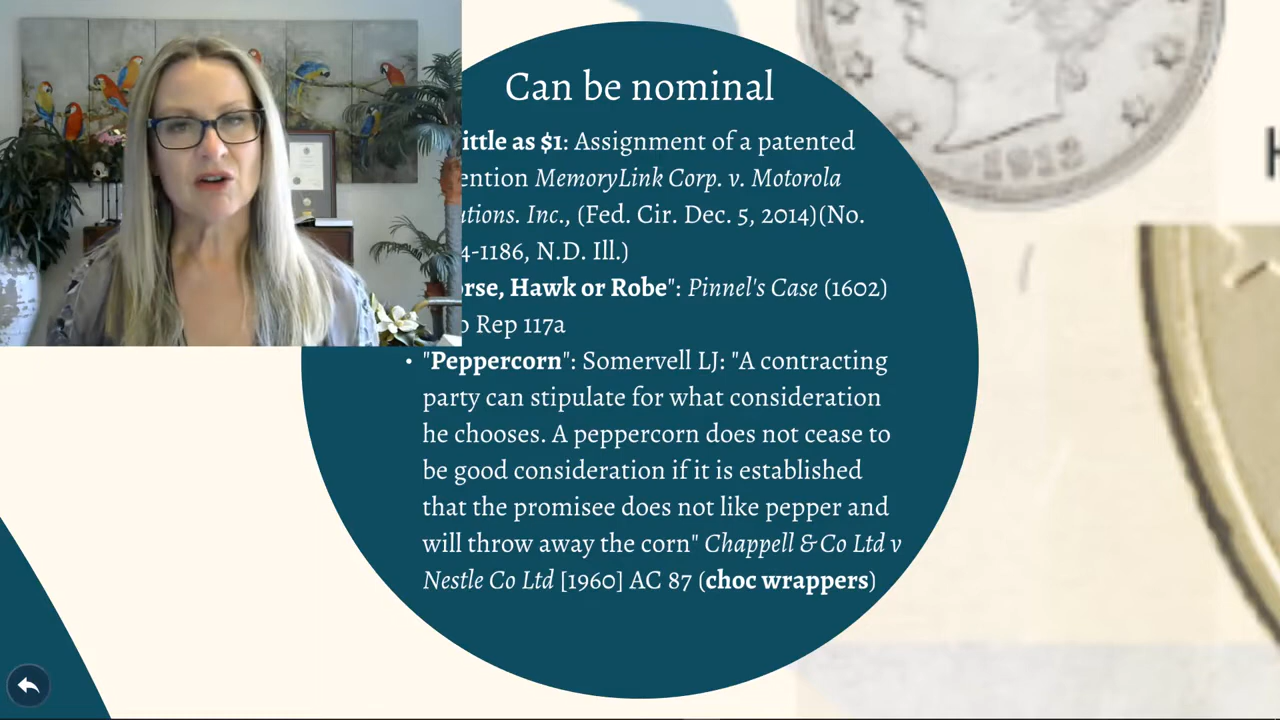 Can be nominal
ittle as $1: Assignment of a patented
ention MemoryLink Corp. v. Motorola
utions. Inc., (Fed. Cir. Dec. 5, 2014)(No.
4-1186, N.D. Ill.)
orse, Hawk or Robe": Pinnel's Case (1602)
o Rep 117a
• "Peppercorn": Somervell LJ: "A contracting
party can stipulate for what consideration
he chooses. A peppercorn does not cease to
be good consideration if it is established
that the promisee does not like pepper and
will throw away the corn" Chappell & Co Ltd v
Nestle Co Ltd [1960] AC 87 (choc wrappers)
1912